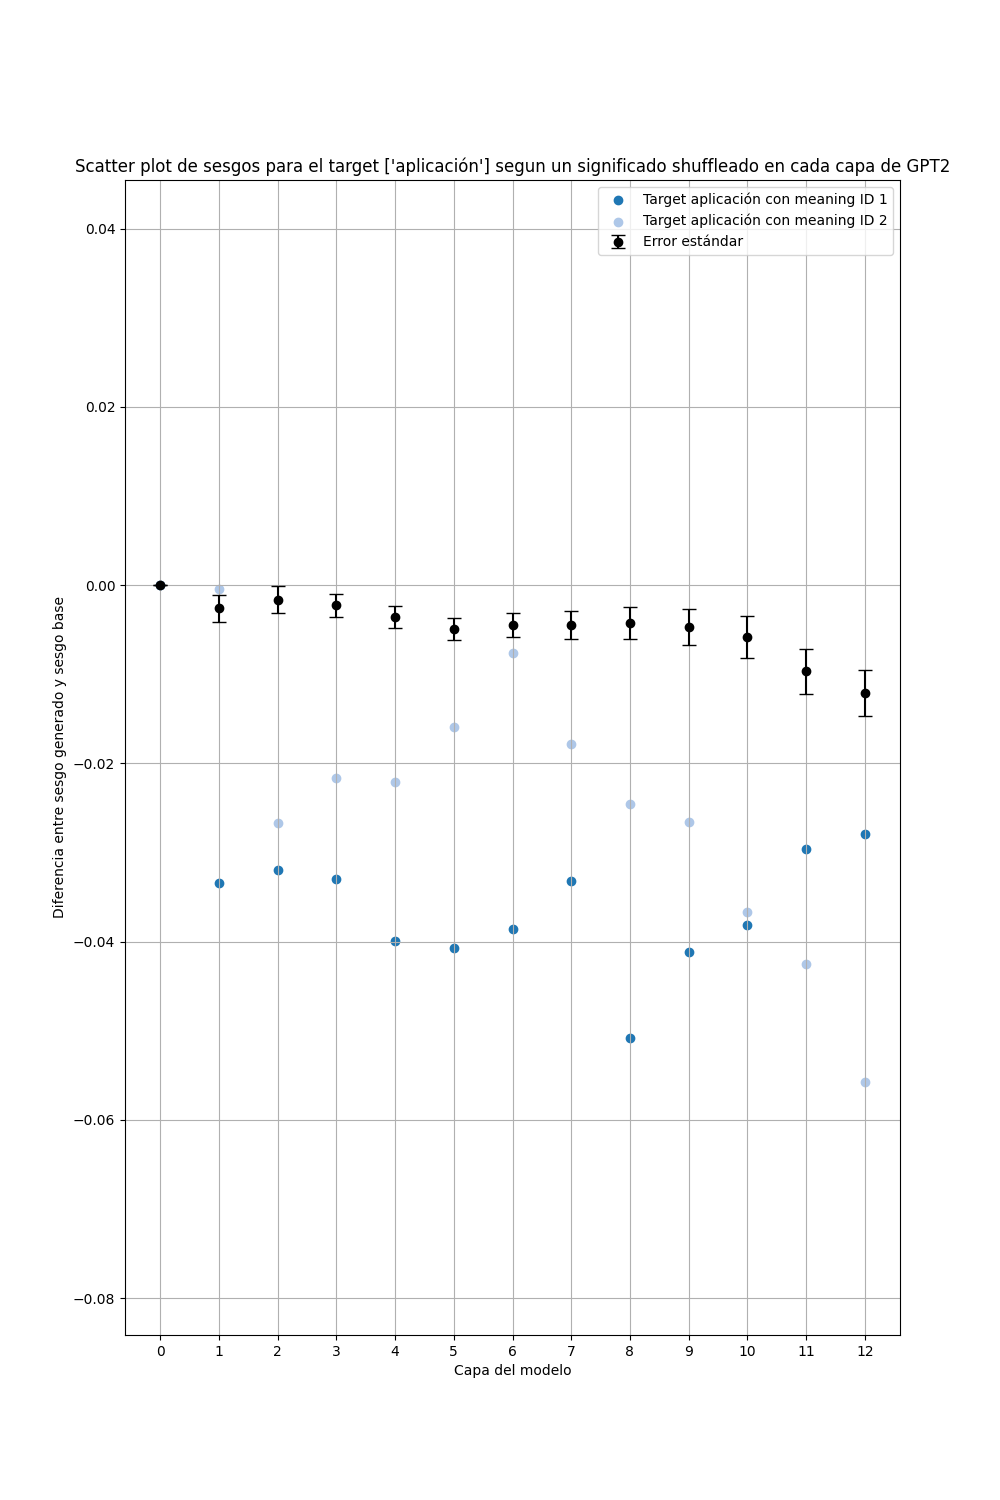 Scatter plot de sesgos para el target ['aplicación'] segun un significado shuffleado en cada capa de GPT2
Target aplicación con meaning ID 1
Target aplicación con meaning ID 2
Error estándar
Diferencia entre sesgo generado y sesgo base
0.04
0.02
0.00
−0.02
−0.04
−0.06
−0.08
0 1 2 3 4 5 6 7 8 9 10 11 12
Capa del modelo